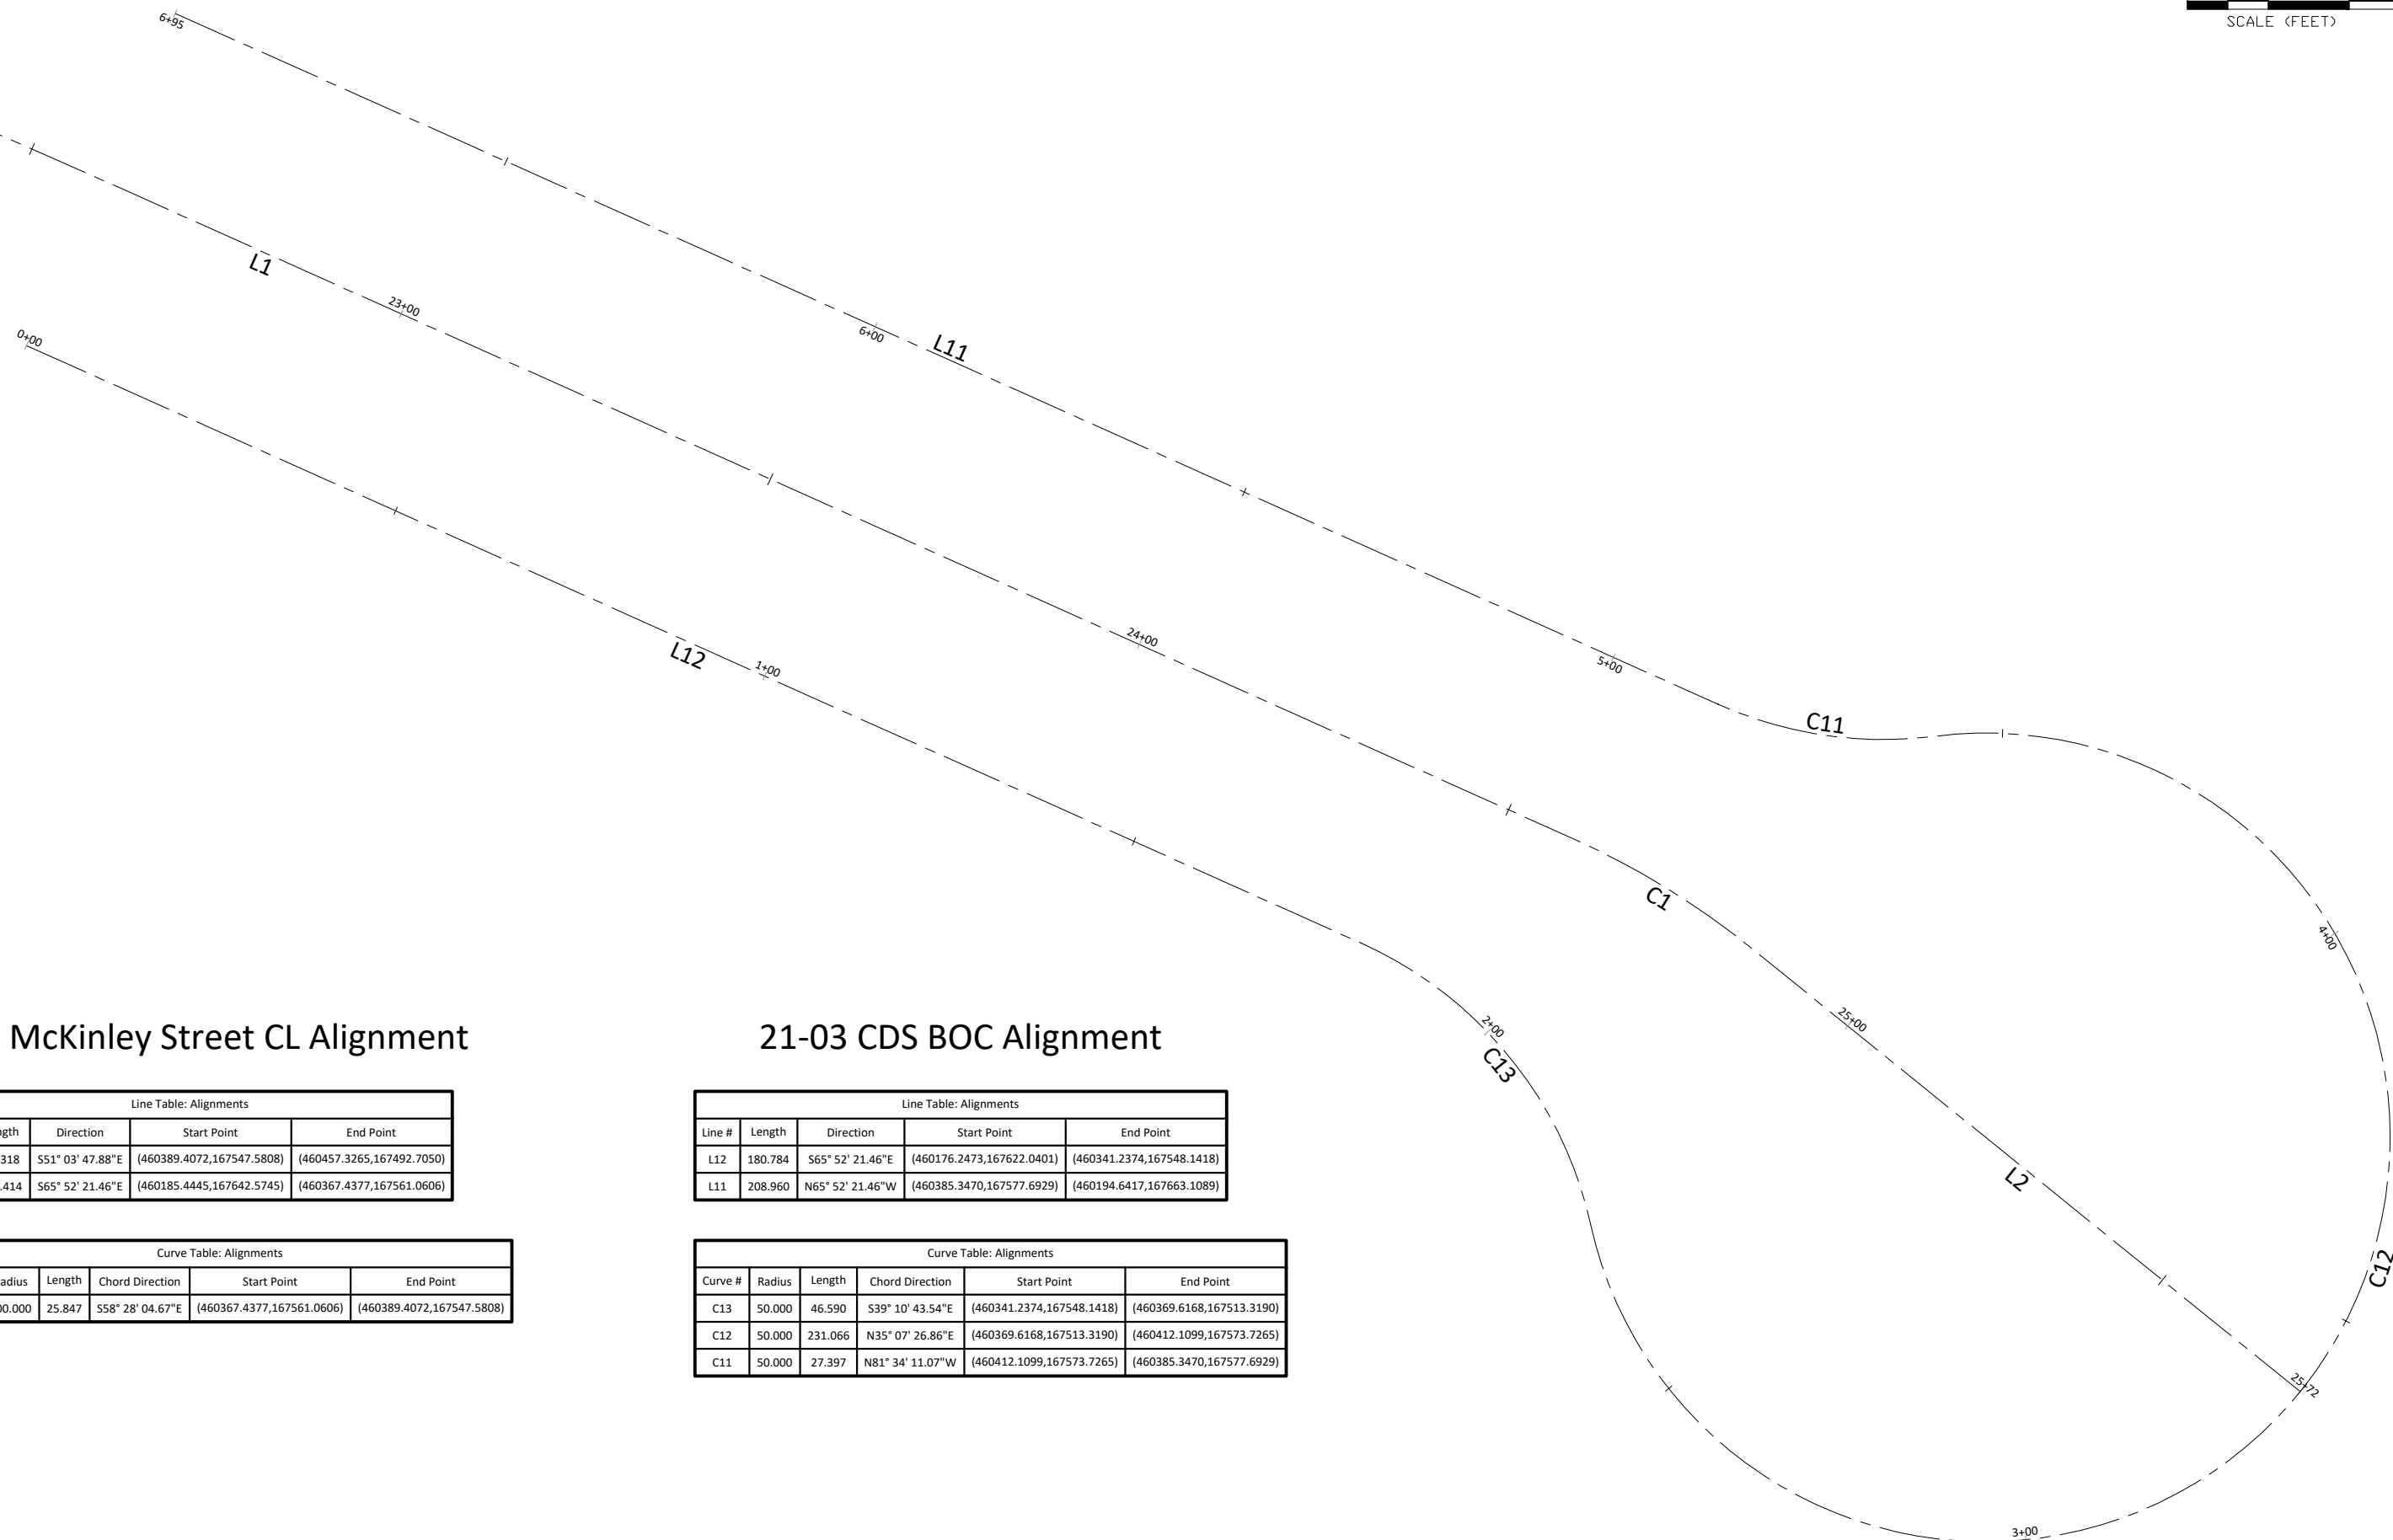 6+95
SCALE (FEET)
L1
23+00
0+00
6+00
L11
24+00
L12
1+00
5+00
C11
C1
4+00
2+00
C13
25+00
L2
C12
25+72
3+00
McKinley Street CL Alignment
Line Table: Alignments
Direction Start Point End Point
S51° 03' 47.88"E (460389.4072,167547.5808) (460457.3265,167492.7050)
S65° 52' 21.46"E (460185.4445,167642.5745) (460367.4377,167561.0606)
Curve Table: Alignments
Length Chord Direction Start Point End Point
25.847 S58° 28' 04.67"E (460367.4377,167561.0606) (460389.4072,167547.5808)
21-03 CDS BOC Alignment
Line Table: Alignments
Line # Length Direction Start Point End Point
L12 180.784 S65° 52' 21.46"E (460176.2473,167622.0401) (460341.2374,167548.1418)
L11 208.960 N65° 52' 21.46"W (460385.3470,167577.6929) (460194.6417,167663.1089)
Curve Table: Alignments
Curve # Radius Length Chord Direction Start Point End Point
C13 50.000 46.590 S39° 10' 43.54"E (460341.2374,167548.1418) (460369.6168,167513.3190)
C12 50.000 231.066 N35° 07' 26.86"E (460369.6168,167513.3190) (460412.1099,167573.7265)
C11 50.000 27.397 N81° 34' 11.07"W (460412.1099,167573.7265) (460385.3470,167577.6929)